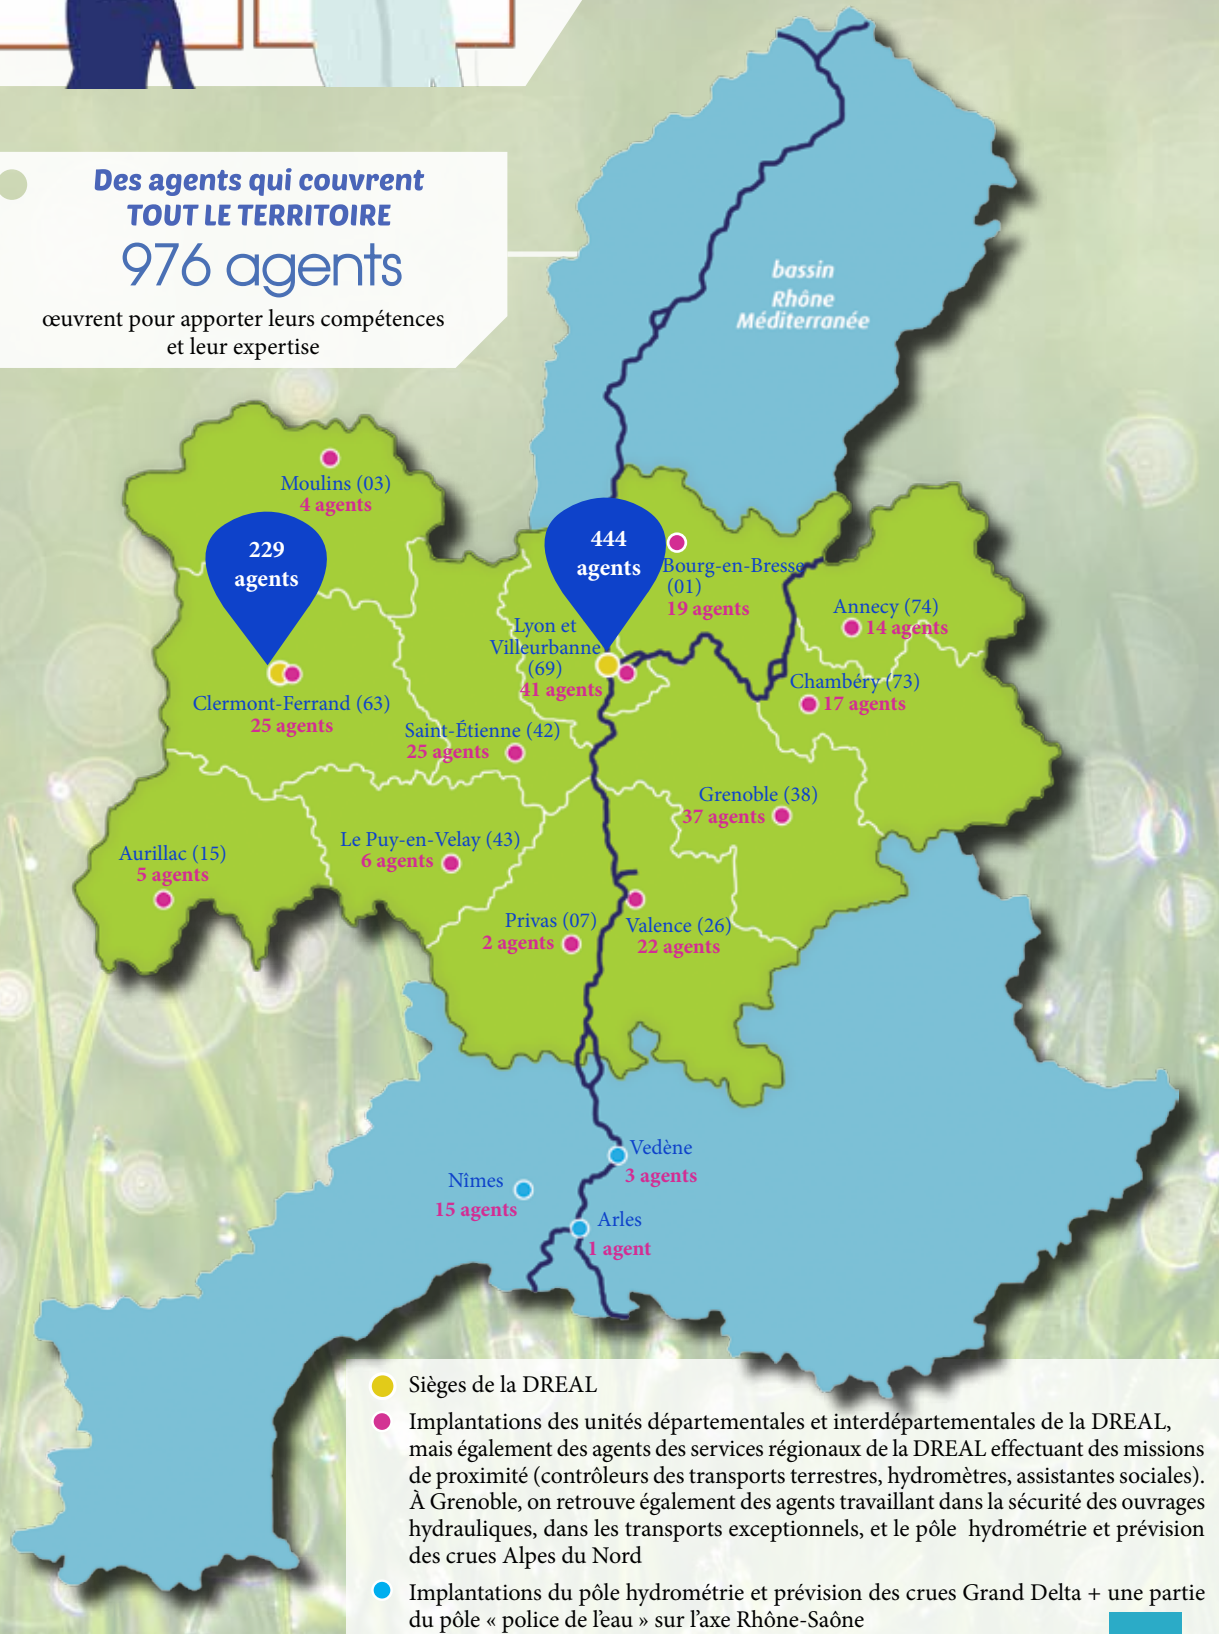 Des agents qui couvrent
TOUT LE TERRITOIRE
976 agents
œuvrent pour apporter leurs compétences
et leur expertise
bassin
Rhône
Méditerranée
Moulins (03)
4 agents
229
agents
444
agents
Bourg-en-Bresse
(01)
19 agents
Annecy (74)
14 agents
Lyon et
Villeurbanne
(69)
41 agents
Clermont-Ferrand (63)
25 agents
Chambéry (73)
17 agents
Saint-Étienne (42)
25 agents
Grenoble (38)
37 agents
Le Puy-en-Velay (43)
6 agents
Aurillac (15)
5 agents
Privas (07)
2 agents
Valence (26)
22 agents
Vedène
3 agents
Nîmes
15 agents
Arles
1 agent
Sièges de la DREAL
Implantations des unités départementales et interdépartementales de la DREAL,
mais également des agents des services régionaux de la DREAL effectuant des missions
de proximité (contrôleurs des transports terrestres, hydromètres, assistantes sociales).
À Grenoble, on retrouve également des agents travaillant dans la sécurité des ouvrages
hydrauliques, dans les transports exceptionnels, et le pôle hydrométrie et prévision
des crues Alpes du Nord
Implantations du pôle hydrométrie et prévision des crues Grand Delta + une partie
du pôle « police de l'eau » sur l'axe Rhône-Saône